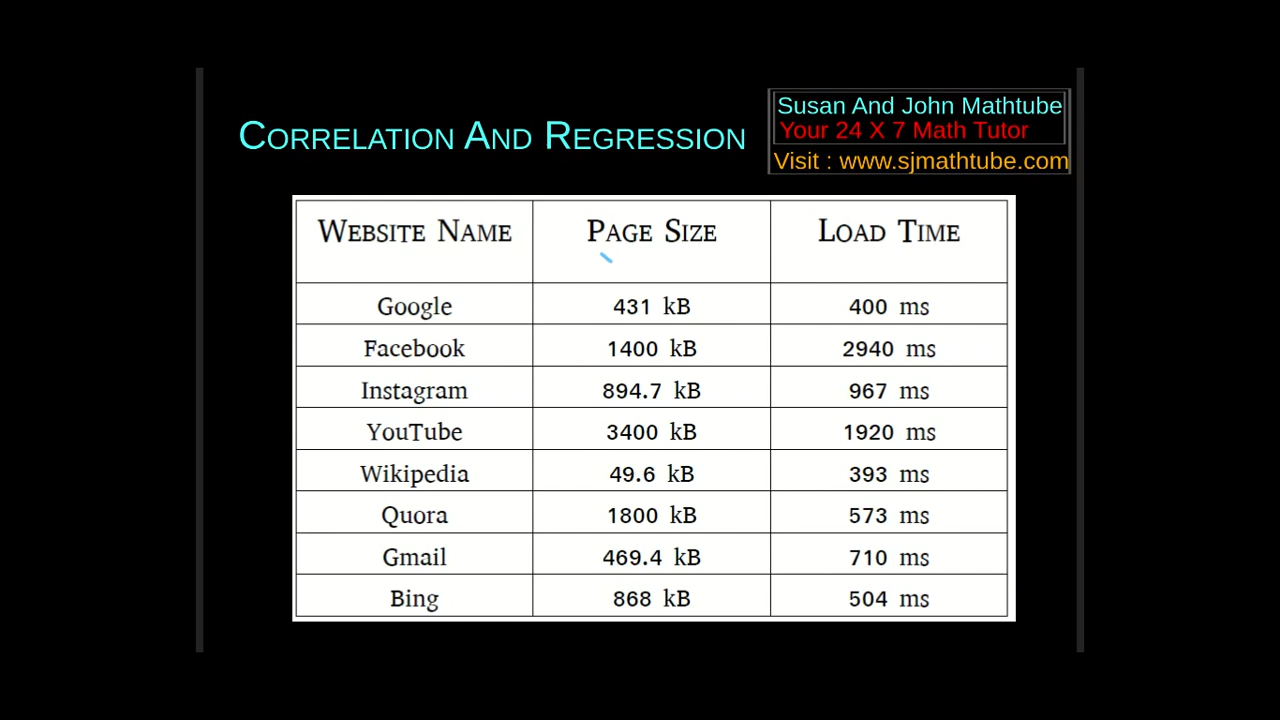 Correlation And Regression
Susan And John Mathtube
Your 24 X 7 Math Tutor
Visit : www.sjmathtube.com
Website Name Page Size Load Time
Google 431 kB 400 ms
Facebook 1400 kB 2940 ms
Instagram 894.7 kB 967 ms
YouTube 3400 kB 1920 ms
Wikipedia 49.6 kB 393 ms
Quora 1800 kB 573 ms
Gmail 469.4 kB 710 ms
Bing 868 kB 504 ms